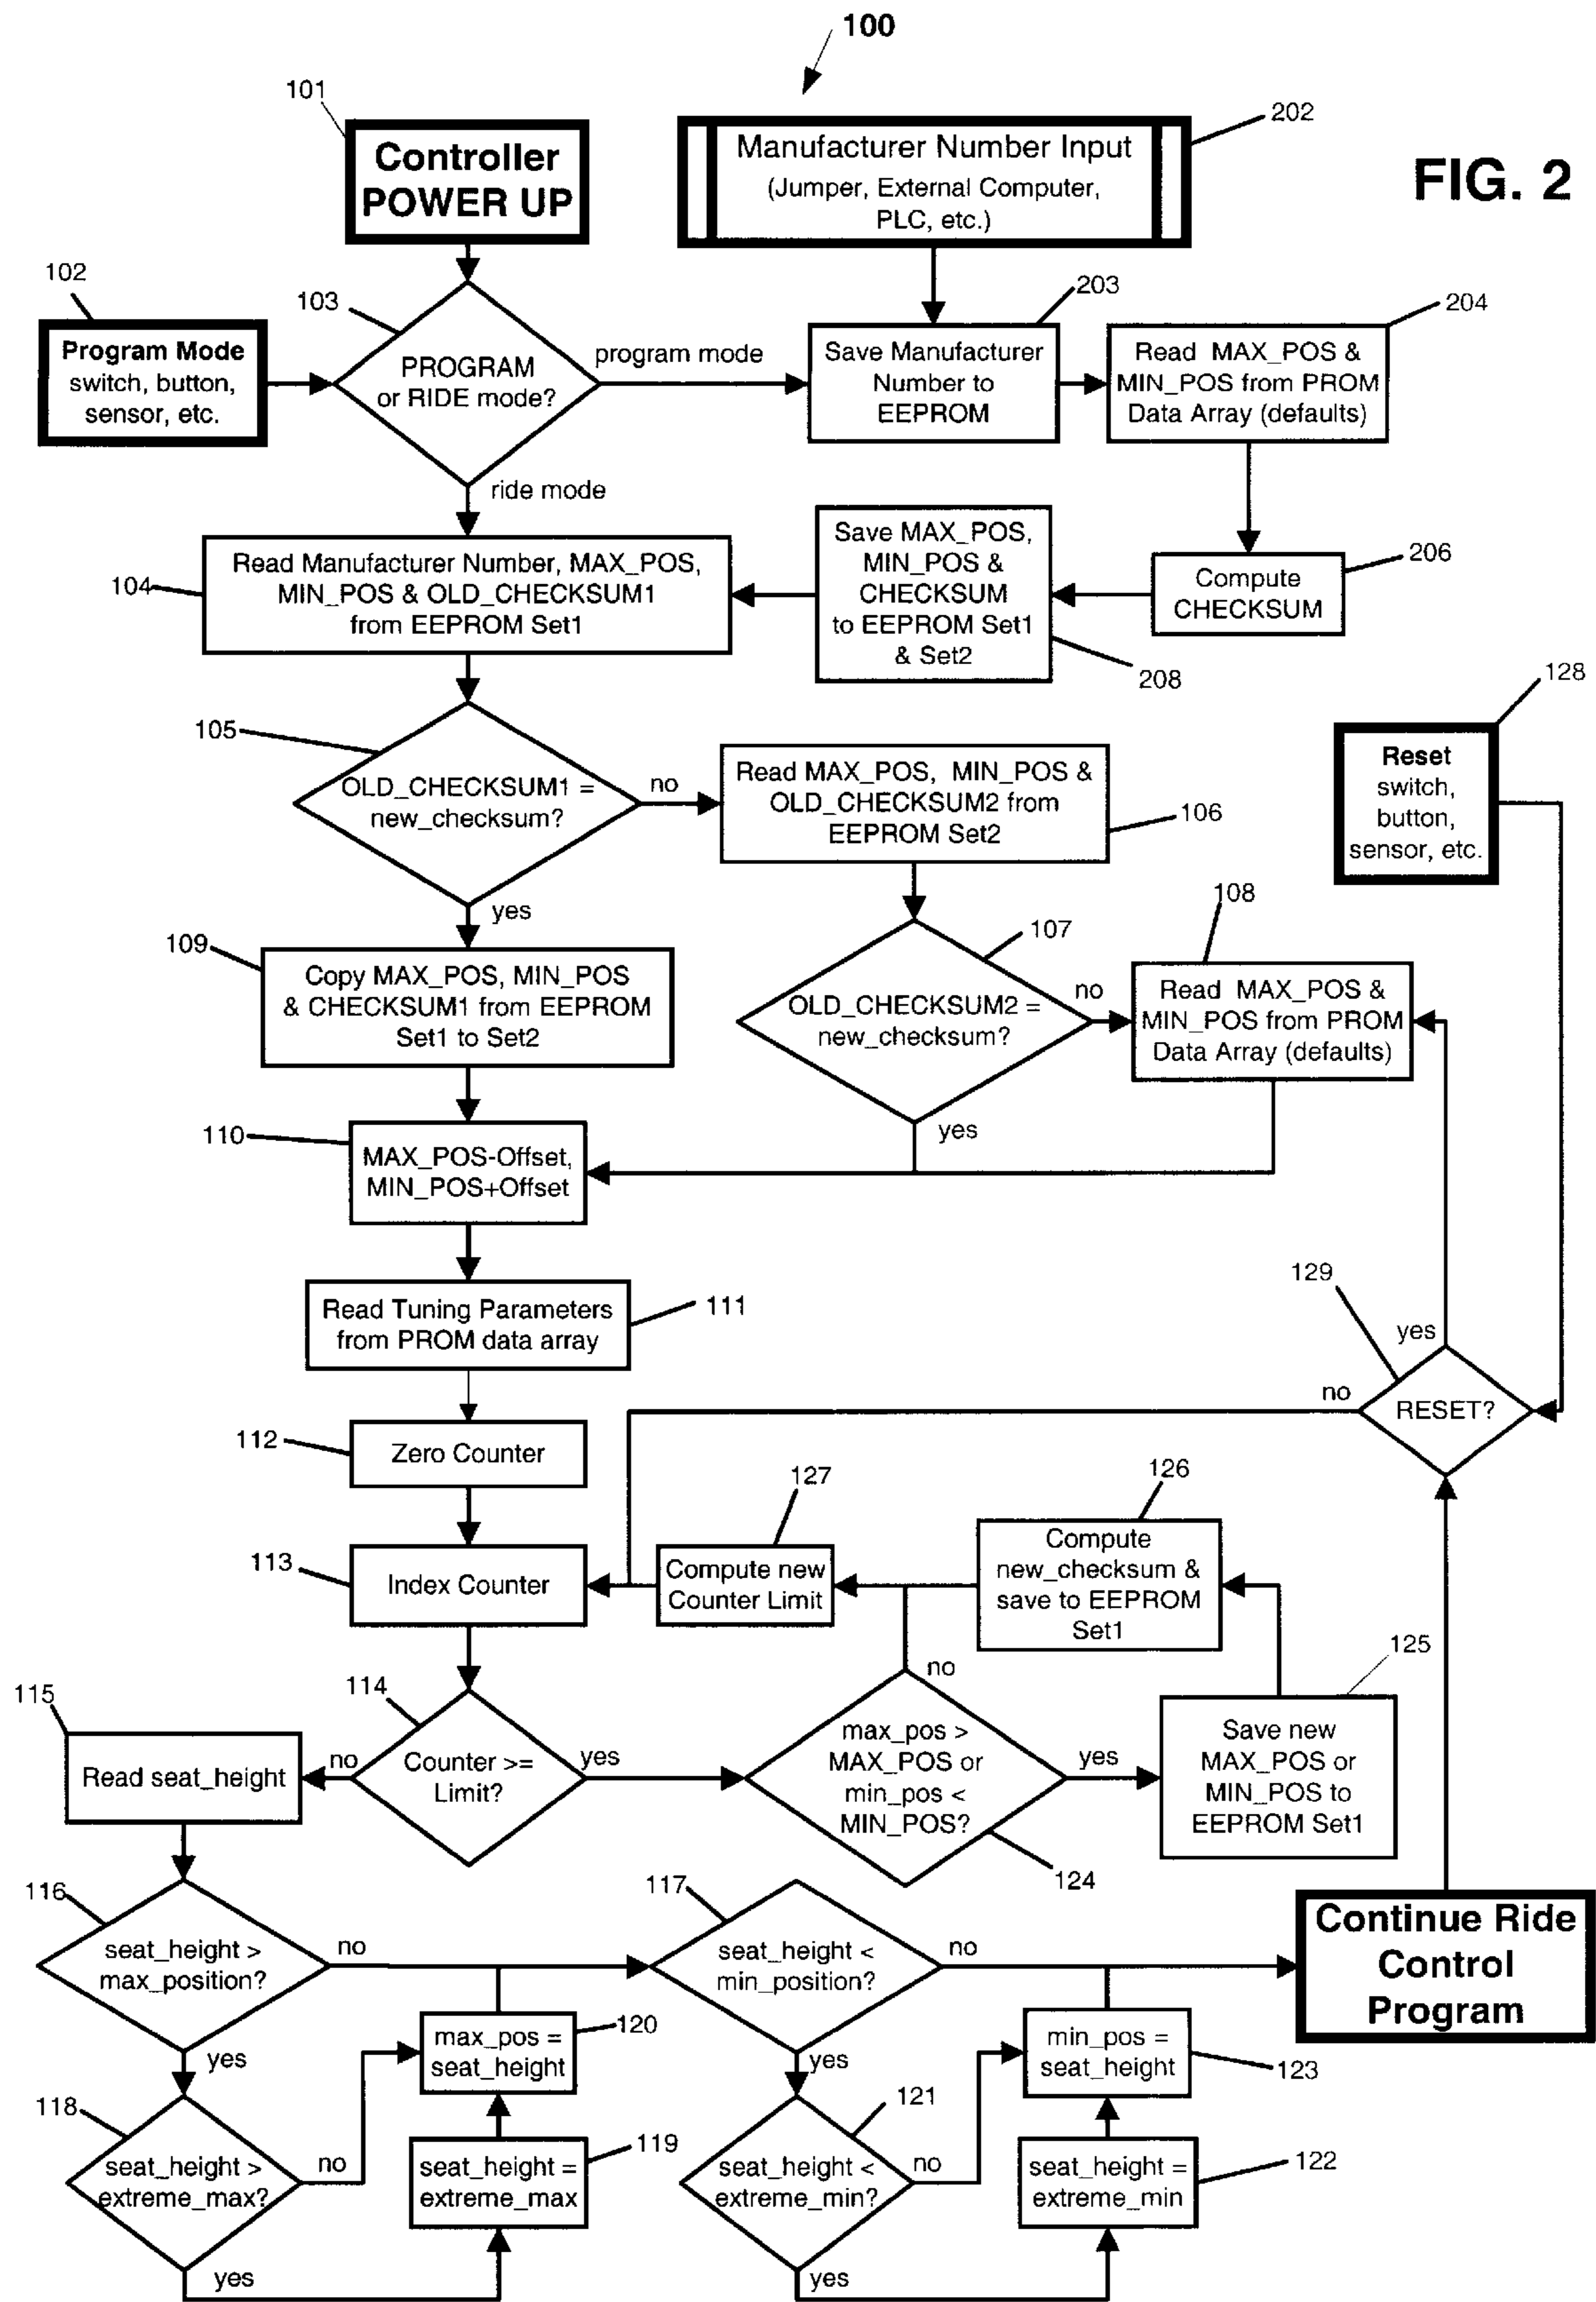 100
101
Controller
POWER UP
202
Manufacturer Number Input
(Jumper, External Computer,
PLC, etc.)
FIG. 2
102
Program Mode
switch, button,
sensor, etc.
103
PROGRAM
or RIDE mode?
program mode
ride mode
203
Save Manufacturer
Number to
EEPROM
204
Read MAX_POS &
MIN_POS from PROM
Data Array (defaults)
104
Read Manufacturer Number, MAX_POS,
MIN_POS & OLD_CHECKSUM1
from EEPROM Set1
Save MAX_POS,
MIN_POS &
CHECKSUM
to EEPROM Set1
& Set2
208
Compute
CHECKSUM
206
128
Reset
switch,
button,
sensor, etc.
105
OLD_CHECKSUM1 =
new_checksum?
no
yes
Read MAX_POS, MIN_POS &
OLD_CHECKSUM2 from
EEPROM Set2
106
109
Copy MAX_POS, MIN_POS
& CHECKSUM1 from EEPROM
Set1 to Set2
107
OLD_CHECKSUM2 =
new_checksum?
no
yes
108
Read MAX_POS &
MIN_POS from PROM
Data Array (defaults)
110
MAX_POS-Offset,
MIN_POS+Offset
Read Tuning Parameters
from PROM data array
111
129
yes
no
RESET?
112
Zero Counter
113
Index Counter
127
Compute new
Counter Limit
126
Compute
new_checksum &
save to EEPROM
Set1
125
Save new
MAX_POS or
MIN_POS to
EEPROM Set1
115
Read seat_height
114
no
Counter >=
Limit?
yes
no
max_pos >
MAX_POS or
min_pos <
MIN_POS?
yes
124
116
seat_height >
max_position?
no
yes
117
seat_height <
min_position?
no
yes
Continue Ride
Control
Program
max_pos =
seat_height
120
min_pos =
seat_height
123
118
seat_height >
extreme_max?
no
yes
seat_height =
extreme_max
119
121
seat_height <
extreme_min?
no
yes
seat_height =
extreme_min
122